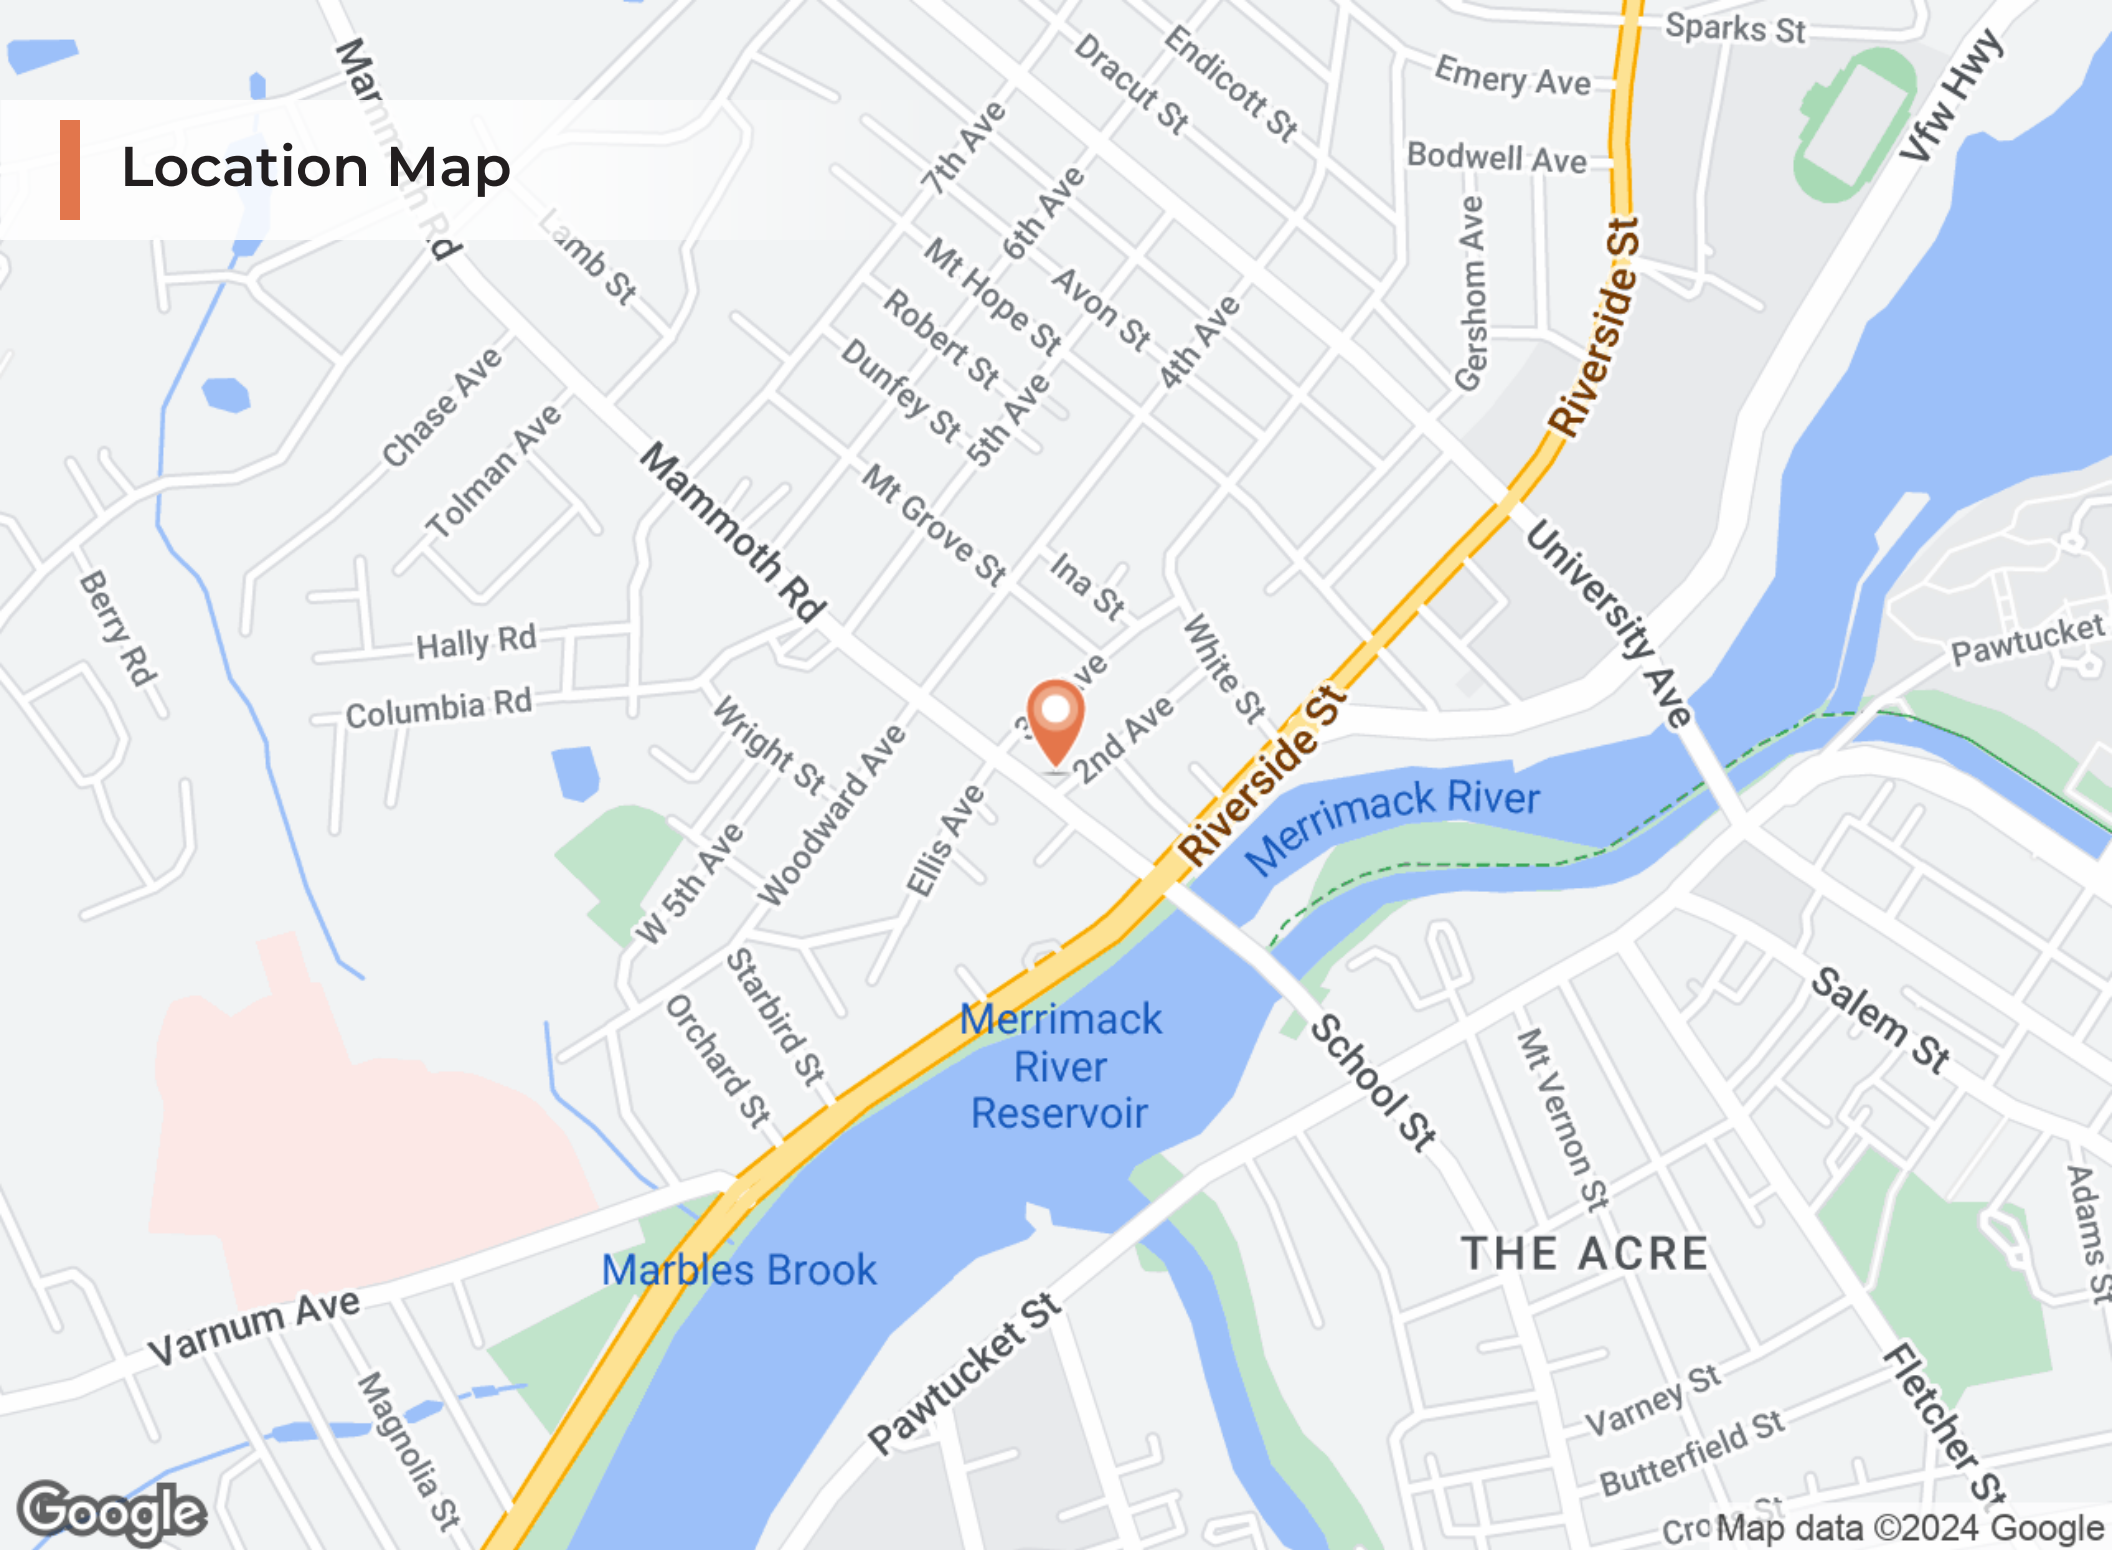 Sparks St
Mammoth Rd
Endicott St
Dracut St
Emery Ave
Vfw Hwy
Location Map
7th Ave
Bodwell Ave
6th Ave
Lamb St
Gershom Ave
Riverside St
Mt Hope St
Avon St
Robert St
4th Ave
Dunfey St
5th Ave
Chase Ave
Tolman Ave
Mammoth Rd
Mt Grove St
Ina St
University Ave
Berry Rd
Hally Rd
White St
Pawtucket
Columbia Rd
Wright St
Woodward Ave
2nd Ave
Riverside St
Merrimack River
Ellis Ave
W 5th Ave
Starbird St
Orchard St
Merrimack
River
Reservoir
School St
Salem St
Mt Vernon St
Adams St
THE ACRE
Marbles Brook
Varnum Ave
Pawtucket St
Magnolia St
Varney St
Butterfield St
Fletcher St
Google
Map data ©2024 Google